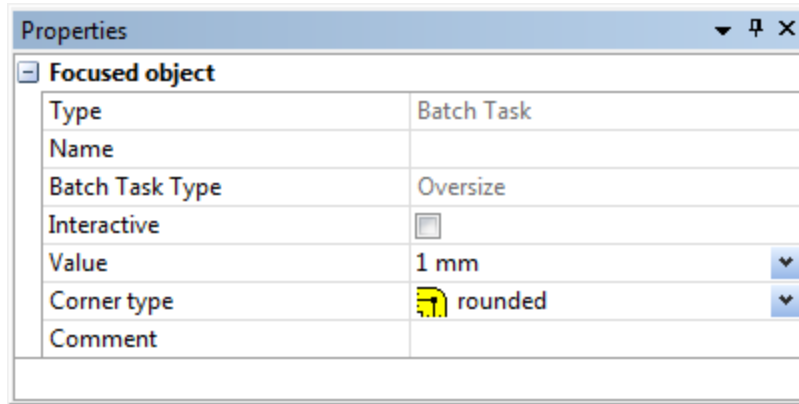 Properties
Focused object
Type Batch Task
Name
Batch Task Type Oversize
Interactive
Value 1 mm
Corner type rounded
Comment